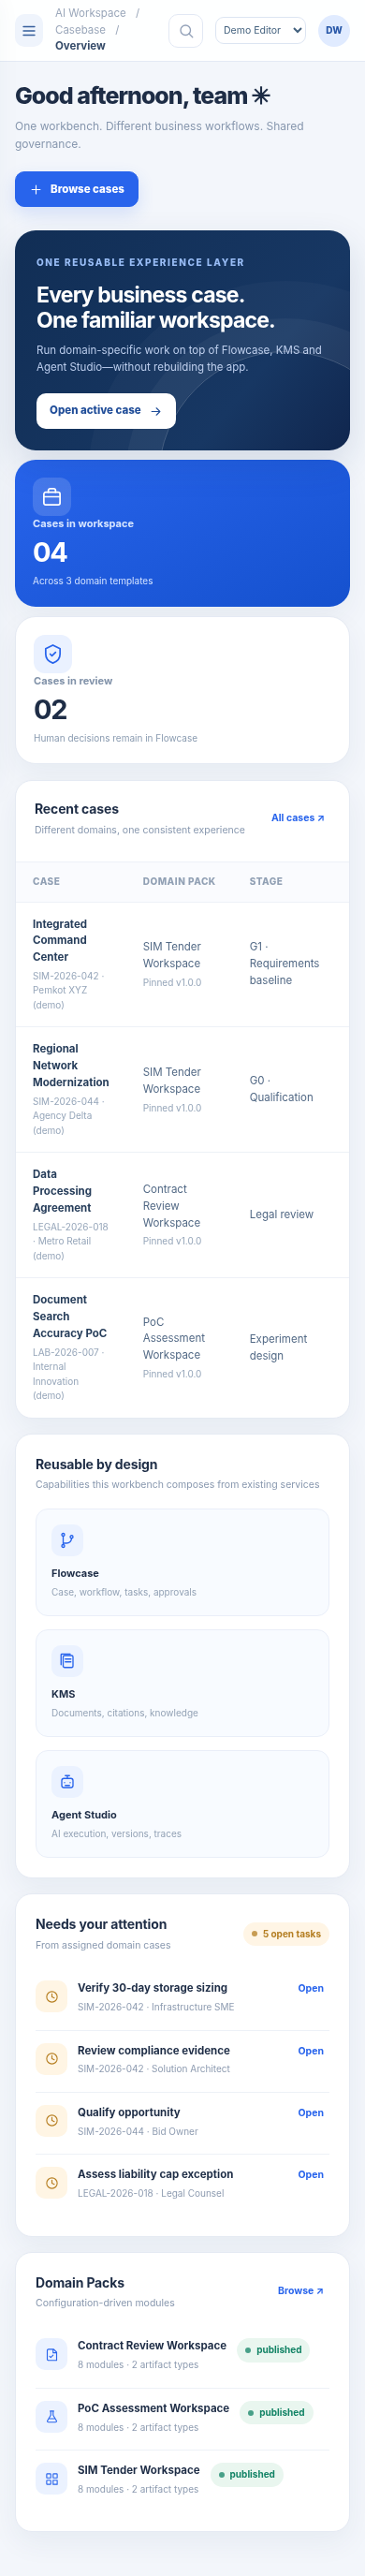 AI Workspace /
Casebase /
Overview
Demo Editor
DW
Good afternoon, team ✳
One workbench. Different business workflows. Shared
governance.
+ Browse cases
ONE REUSABLE EXPERIENCE LAYER
Every business case.
One familiar workspace.
Run domain-specific work on top of Flowcase, KMS and
Agent Studio—without rebuilding the app.
Open active case →
Cases in workspace
04
Across 3 domain templates
Cases in review
02
Human decisions remain in Flowcase
Recent cases
Different domains, one consistent experience
All cases ↗
CASE DOMAIN PACK STAGE
Integrated
Command
Center
SIM-2026-042 ·
Pemkot XYZ
(demo)
SIM Tender
Workspace
Pinned v1.0.0
G1 ·
Requirements
baseline
Regional
Network
Modernization
SIM-2026-044 ·
Agency Delta
(demo)
SIM Tender
Workspace
Pinned v1.0.0
G0 ·
Qualification
Data
Processing
Agreement
LEGAL-2026-018
· Metro Retail
(demo)
Contract
Review
Workspace
Pinned v1.0.0
Legal review
Document
Search
Accuracy PoC
LAB-2026-007 ·
Internal
Innovation
(demo)
PoC
Assessment
Workspace
Pinned v1.0.0
Experiment
design
Reusable by design
Capabilities this workbench composes from existing services
Flowcase
Case, workflow, tasks, approvals
KMS
Documents, citations, knowledge
Agent Studio
AI execution, versions, traces
Needs your attention
From assigned domain cases
5 open tasks
Verify 30-day storage sizing
SIM-2026-042 · Infrastructure SME
Open
Review compliance evidence
SIM-2026-042 · Solution Architect
Open
Qualify opportunity
SIM-2026-044 · Bid Owner
Open
Assess liability cap exception
LEGAL-2026-018 · Legal Counsel
Open
Domain Packs
Configuration-driven modules
Browse ↗
Contract Review Workspace
8 modules · 2 artifact types
published
PoC Assessment Workspace
8 modules · 2 artifact types
published
SIM Tender Workspace
8 modules · 2 artifact types
published